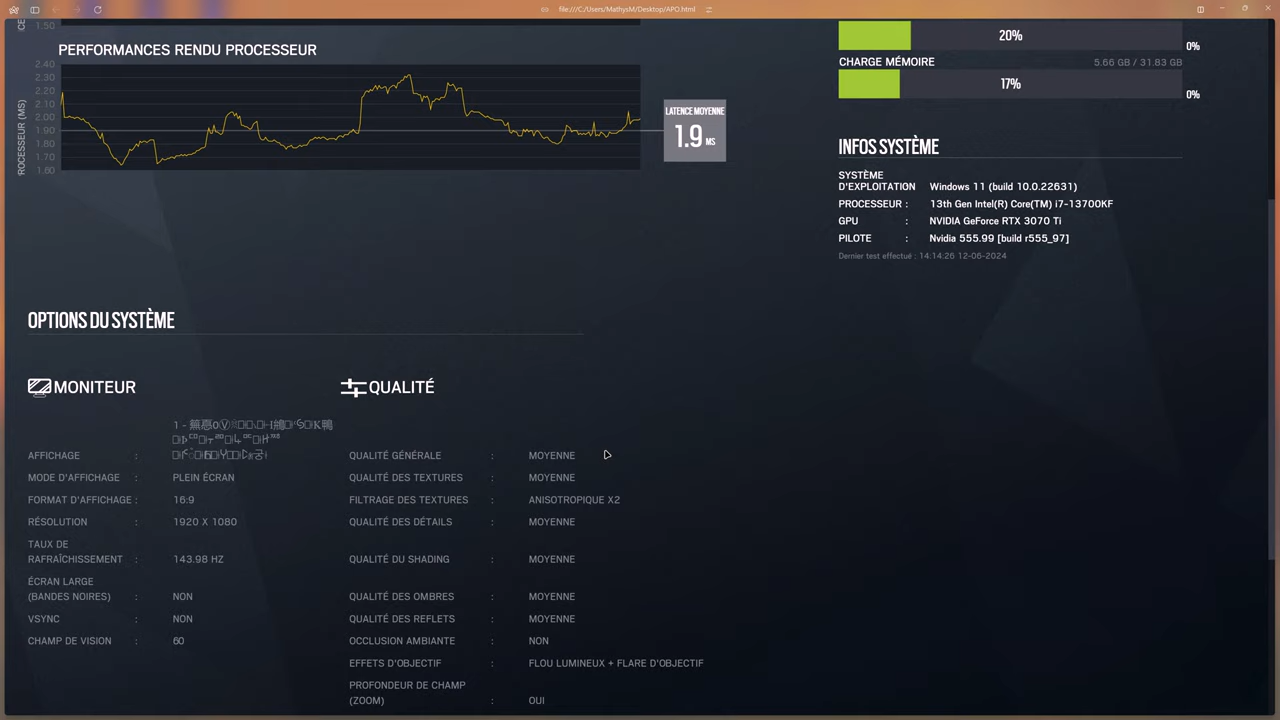 file:///C:/Users/MathysM/Desktop/APO.html
1.50
PERFORMANCES RENDU PROCESSEUR
2.40
2.30
2.20
2.10
2.00
1.90
1.80
1.70
1.60
ROCESSEUR (MS)
LATENCE MOYENNE
1.9 MS
20%
0%
CHARGE MÉMOIRE
5.66 GB / 31.83 GB
17%
0%
INFOS SYSTÈME
SYSTÈME
D'EXPLOITATION Windows 11 (build 10.0.22631)
PROCESSEUR : 13th Gen Intel(R) Core(TM) i7-13700KF
GPU : NVIDIA GeForce RTX 3070 Ti
PILOTE : Nvidia 555.99 [build r555_97]
Dernier test effectué : 14:14:26 12-06-2024
OPTIONS DU SYSTÈME
MONITEUR
AFFICHAGE : 1 -
MODE D'AFFICHAGE : PLEIN ÉCRAN
FORMAT D'AFFICHAGE : 16:9
RÉSOLUTION : 1920 X 1080
TAUX DE
RAFRAÎCHISSEMENT : 143.98 HZ
ÉCRAN LARGE
(BANDES NOIRES) : NON
VSYNC : NON
CHAMP DE VISION : 60
QUALITÉ
QUALITÉ GÉNÉRALE : MOYENNE
QUALITÉ DES TEXTURES : MOYENNE
FILTRAGE DES TEXTURES : ANISOTROPIQUE X2
QUALITÉ DES DÉTAILS : MOYENNE
QUALITÉ DU SHADING : MOYENNE
QUALITÉ DES OMBRES : MOYENNE
QUALITÉ DES REFLETS : MOYENNE
OCCLUSION AMBIANTE : NON
EFFETS D'OBJECTIF : FLOU LUMINEUX + FLARE D'OBJECTIF
PROFONDEUR DE CHAMP
(ZOOM) : OUI